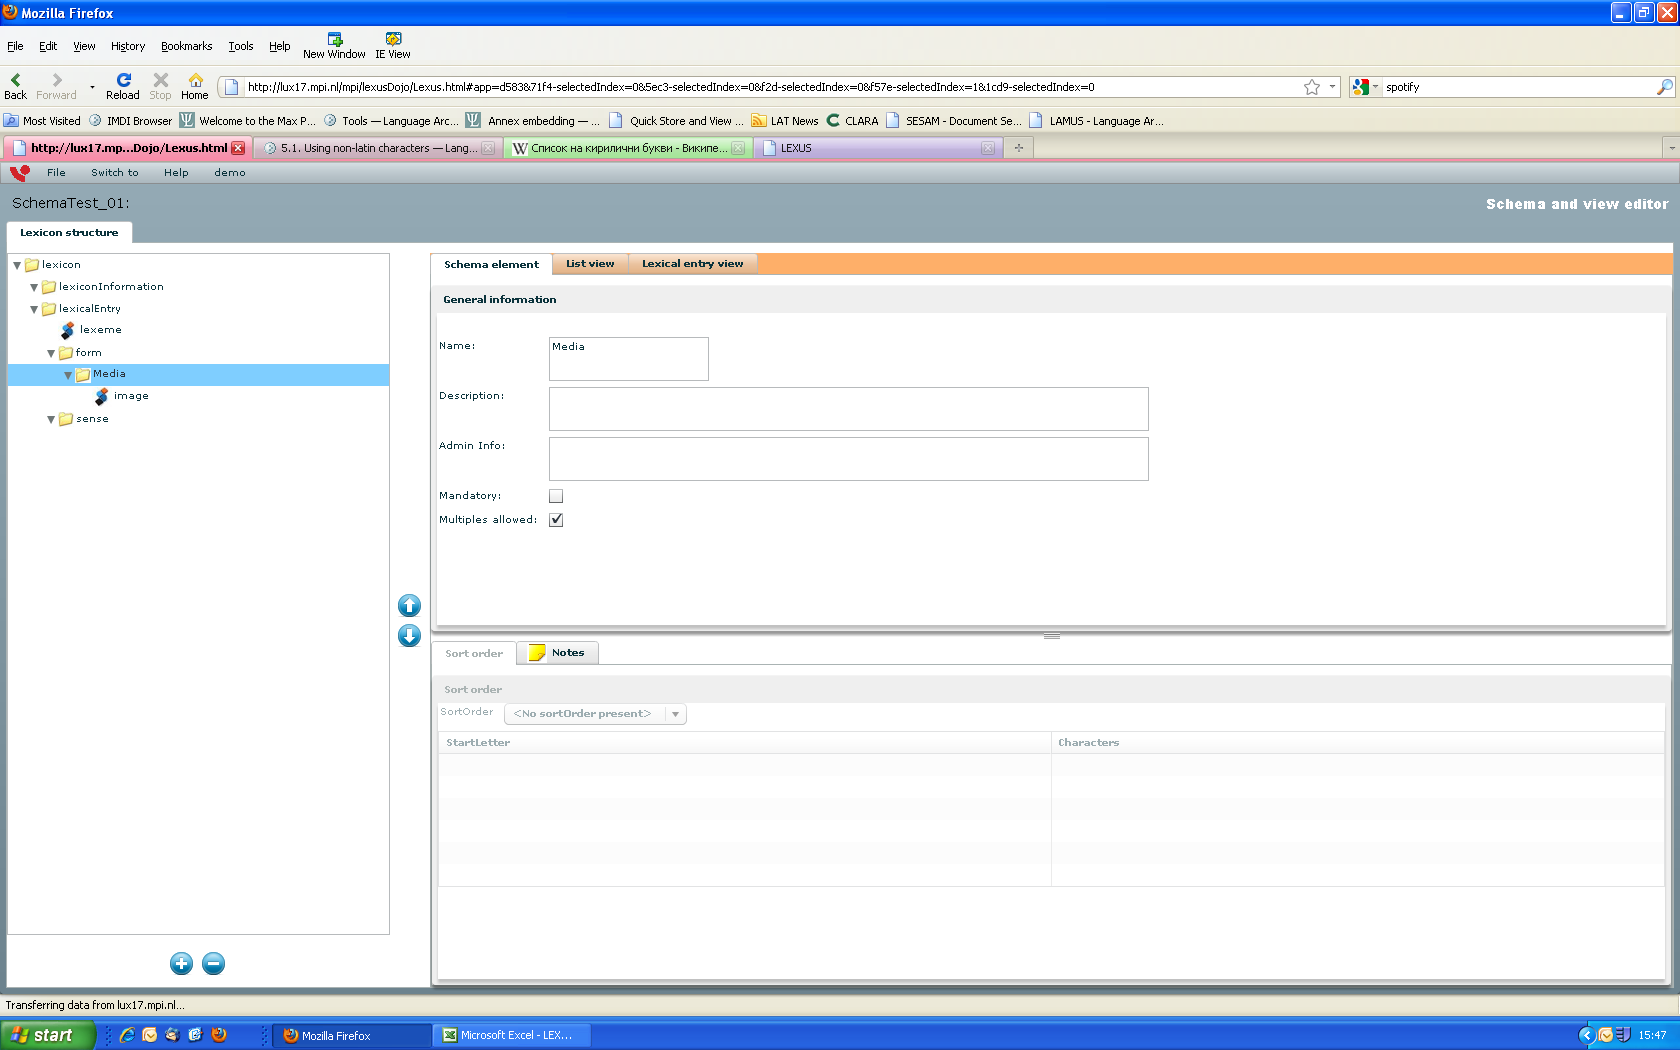 Mozilla Firefox
File Edit View History Bookmarks Tools Help New Window IE View
Back Forward Reload Stop Home http://lux17.mpi.nl/mpi/lexusDojo/Lexus.html#app=d583&71f4-selectedIndex=0&5ec3-selectedIndex=0&f2d-selectedIndex=0&f57e-selectedIndex=1&1cd9-selectedIndex=0 spotify
Most Visited IMDI Browser Welcome to the Max P... Tools — Language Arc... Annex embedding — ... Quick Store and View ... LAT News CLARA SESAM - Document Se... LAMUS - Language Ar...
http://lux17.mp...Dojo/Lexus.html 5.1. Using non-latin characters — Lang... Списък на кирилични букви - Википе... LEXUS
File Switch to Help demo
SchemaTest_01: Schema and view editor
Lexicon structure
lexicon
lexiconInformation
lexicalEntry
lexeme
form
Media
image
sense
Schema element List view Lexical entry view
General information
Name: Media
Description:
Admin Info:
Mandatory:
Multiples allowed:
Sort order Notes
Sort order
SortOrder <No sortOrder present>
StartLetter Characters
Transferring data from lux17.mpi.nl...
start Mozilla Firefox Microsoft Excel - LEX... 15:47